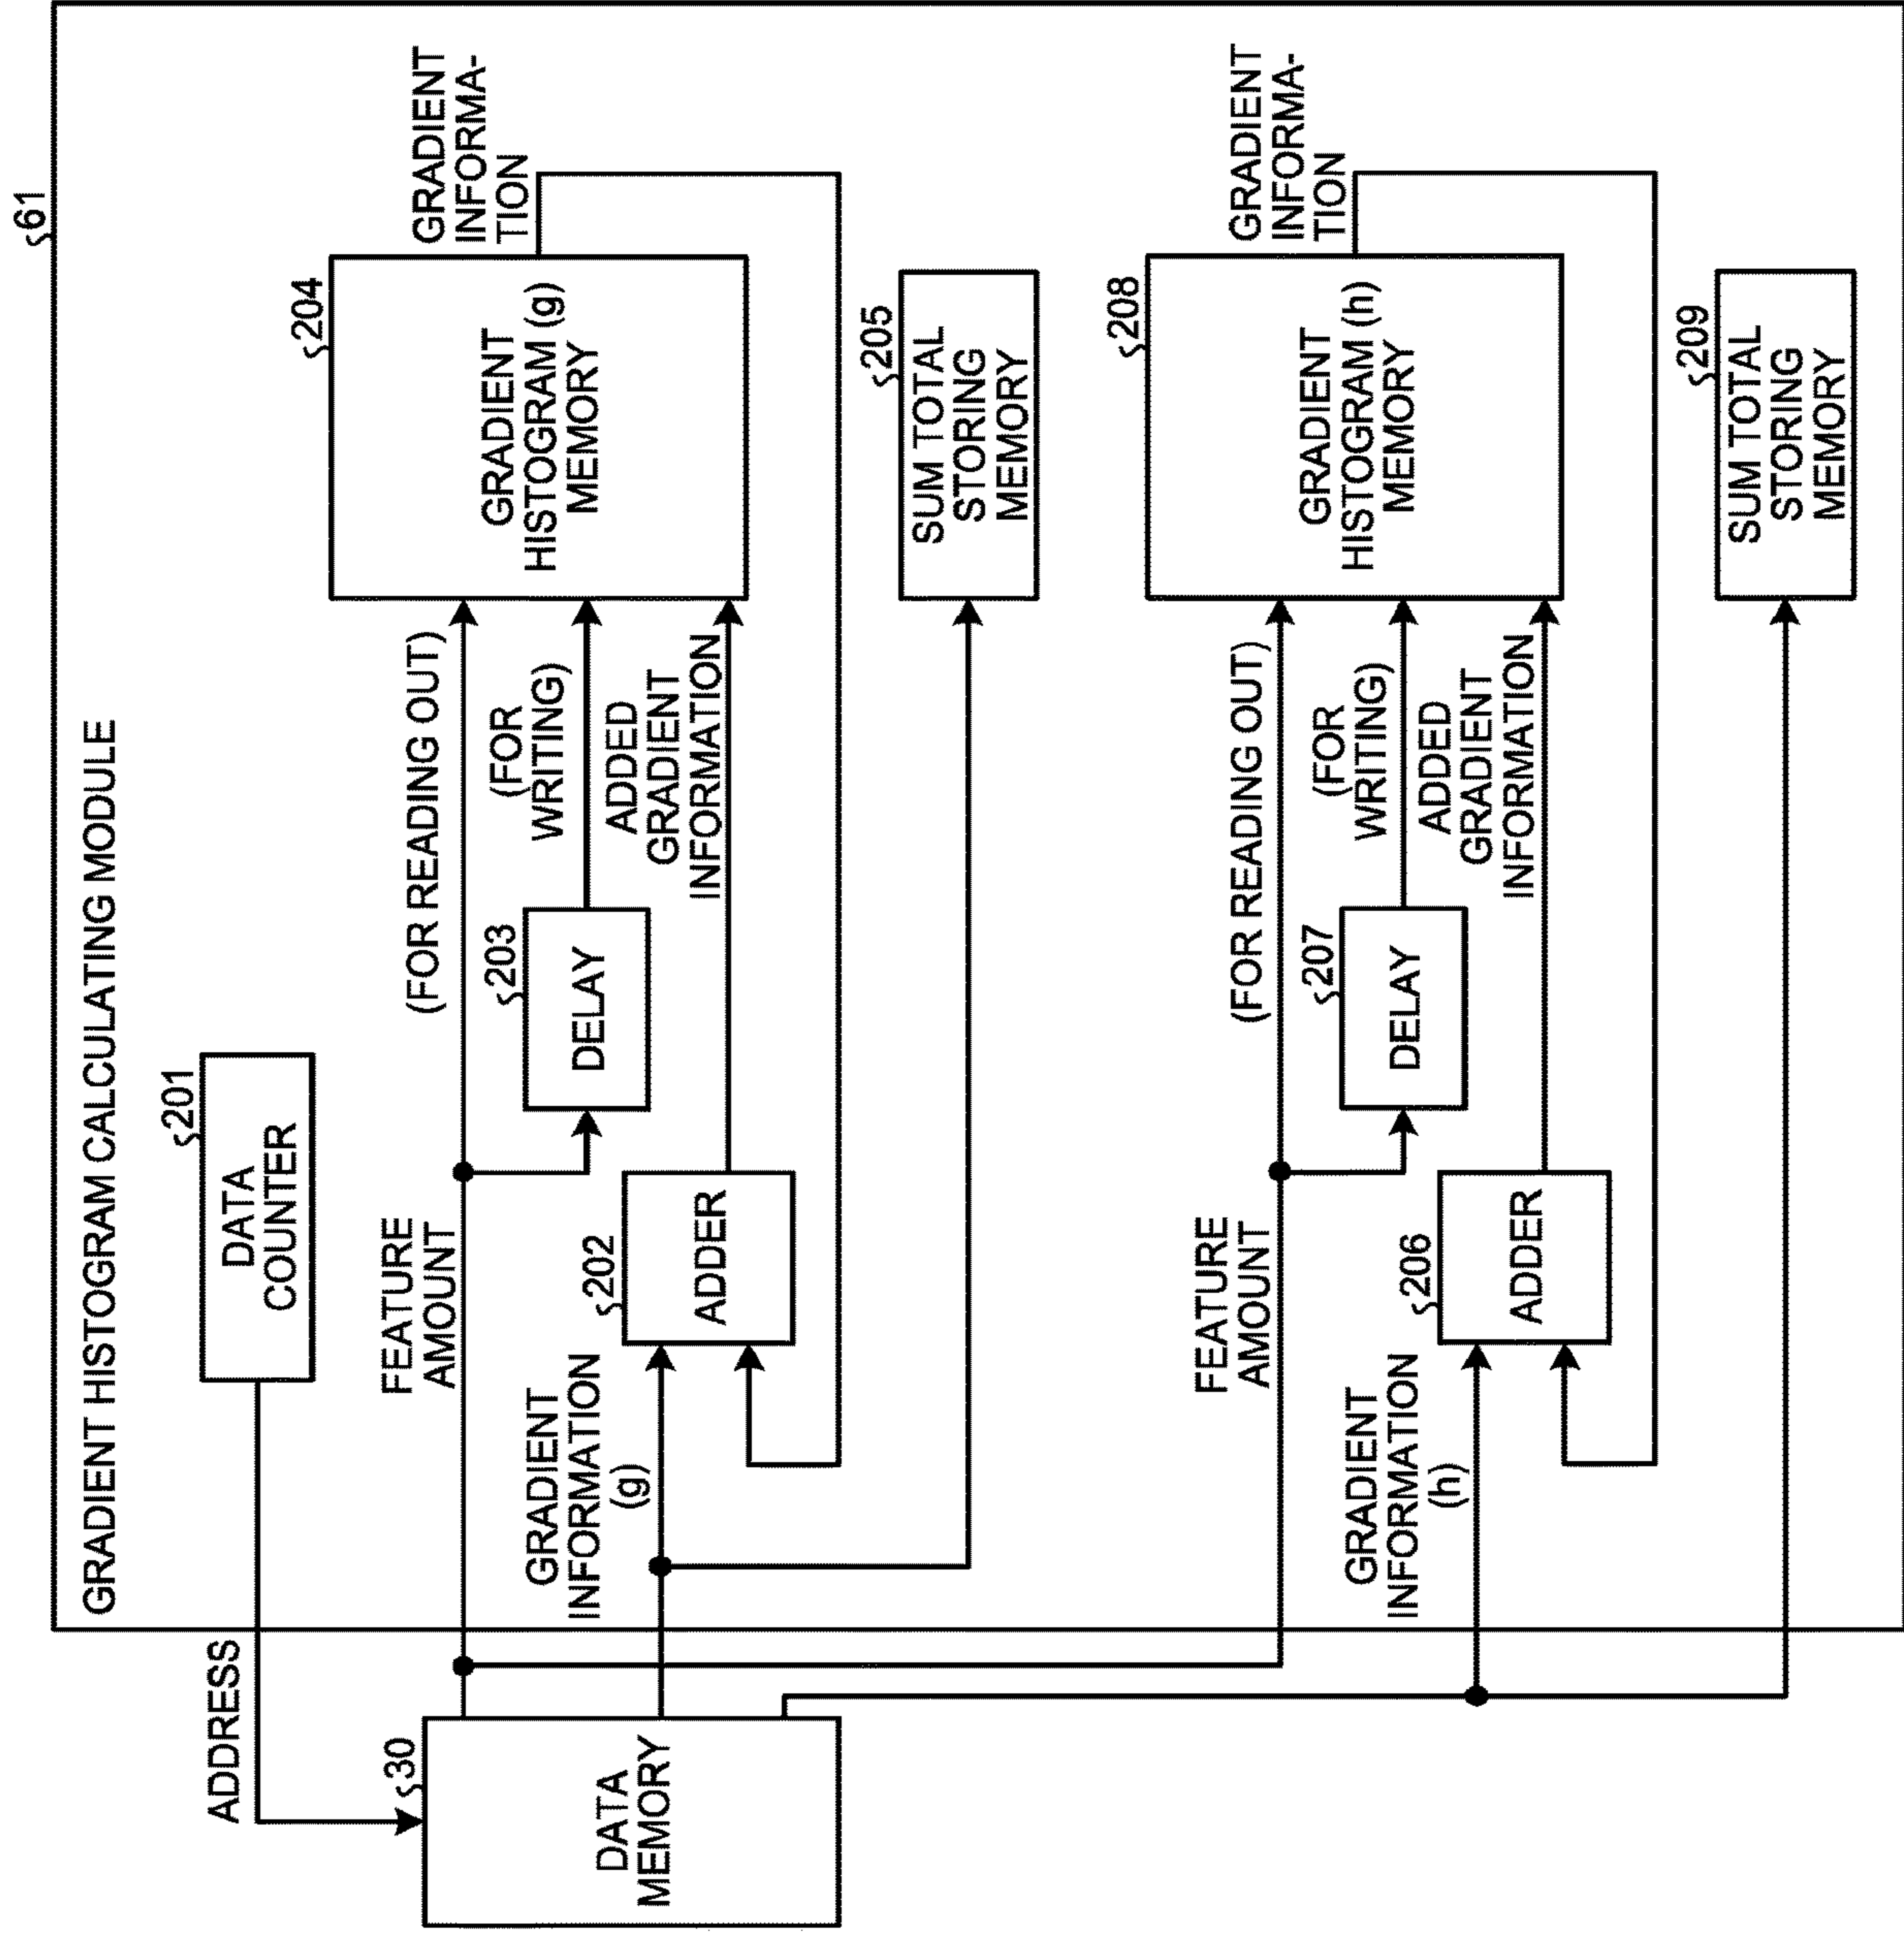 61
GRADIENT HISTOGRAM CALCULATING MODULE
ADDRESS
201
DATA
COUNTER
30
DATA
MEMORY
FEATURE
AMOUNT
(FOR READING OUT)
204
GRADIENT
HISTOGRAM (g)
MEMORY
GRADIENT
INFORMA-
TION
203
DELAY
(FOR
WRITING)
GRADIENT
INFORMATION
(g)
202
ADDER
ADDED
GRADIENT
INFORMATION
205
SUM TOTAL
STORING
MEMORY
FEATURE
AMOUNT
(FOR READING OUT)
208
GRADIENT
HISTOGRAM (h)
MEMORY
GRADIENT
INFORMA-
TION
207
DELAY
(FOR
WRITING)
GRADIENT
INFORMATION
(h)
206
ADDER
ADDED
GRADIENT
INFORMATION
209
SUM TOTAL
STORING
MEMORY